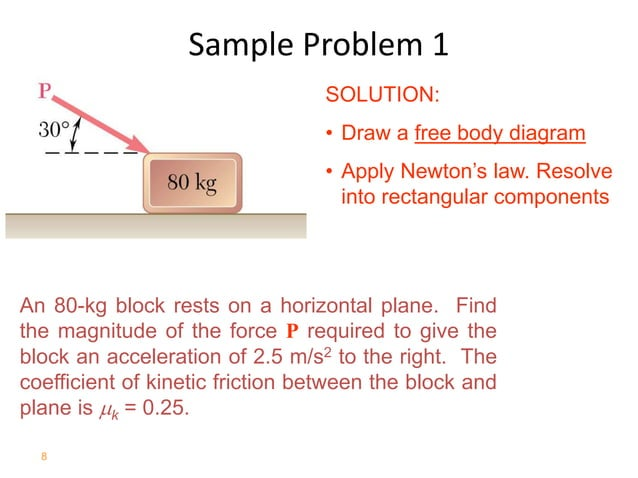 Sample Problem 1
P
30°
80 kg
SOLUTION:
• Draw a free body diagram
• Apply Newton’s law. Resolve
into rectangular components
An 80-kg block rests on a horizontal plane. Find
the magnitude of the force P required to give the
block an acceleration of 2.5 m/s² to the right. The
coefficient of kinetic friction between the block and
plane is μₖ = 0.25.
8